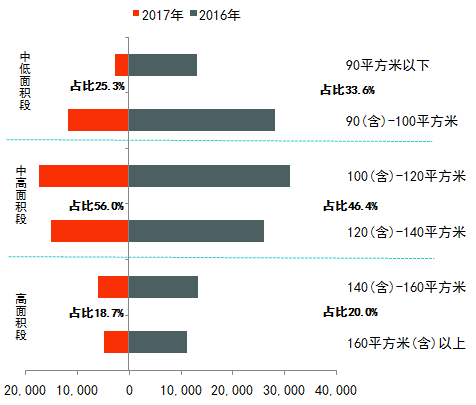 2017年 2016年
中低面积段
90平方米以下
占比25.3% 占比33.6%
90(含)-100平方米
中高面积段
100(含)-120平方米
占比56.0% 占比46.4%
120(含)-140平方米
高面积段
140(含)-160平方米
占比18.7% 占比20.0%
160平方米(含)以上
20,000 10,000 0 10,000 20,000 30,000 40,000